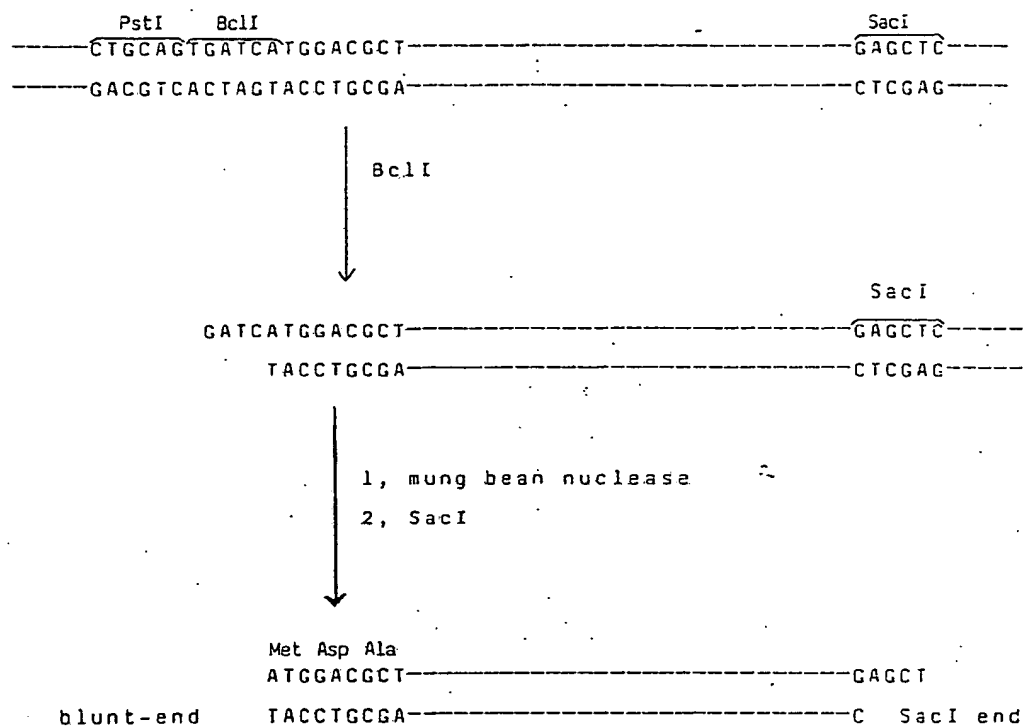 PstI BclI SacI
------CTGCAGTGATCATGGACGCT------------------------------GAGCTC----
------GACGTCACTAGTACCTGCGA------------------------------CTCGAG----
BclI
SacI
GATCATGGACGCT------------------------------GAGCTC-----
TACCTGCGA------------------------------CTCGAG-----
1, mung bean nuclease
2, SacI
Met Asp Ala
ATGGACGCT------------------------------GAGCT
blunt-end TACCTGCGA------------------------------C SacI end